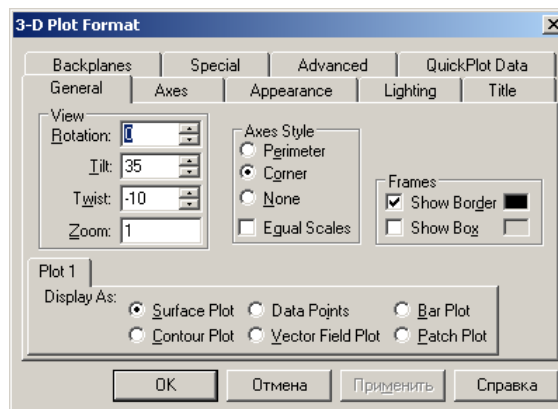 3-D Plot Format
Backplanes Special Advanced QuickPlot Data
General Axes Appearance Lighting Title
View
Rotation: 0
Tilt: 35
Twist: -10
Zoom: 1
Axes Style
Perimeter
Corner
None
Equal Scales
Frames
Show Border
Show Box
Plot 1
Display As:
Surface Plot Data Points Bar Plot
Contour Plot Vector Field Plot Patch Plot
OK Отмена Применить Справка